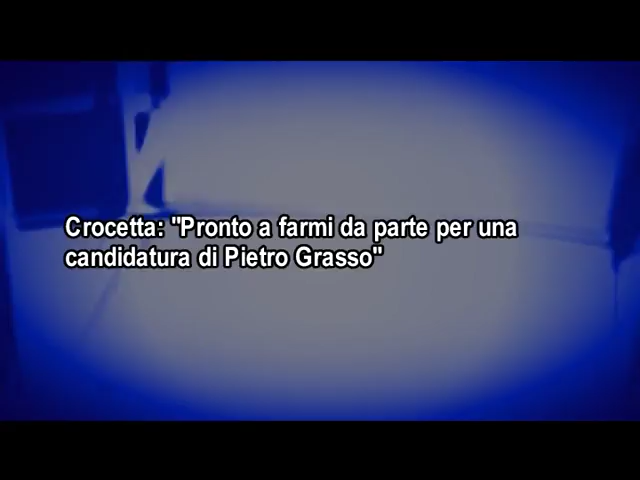 Crocetta: "Pronto a farmi da parte per una
candidatura di Pietro Grasso"